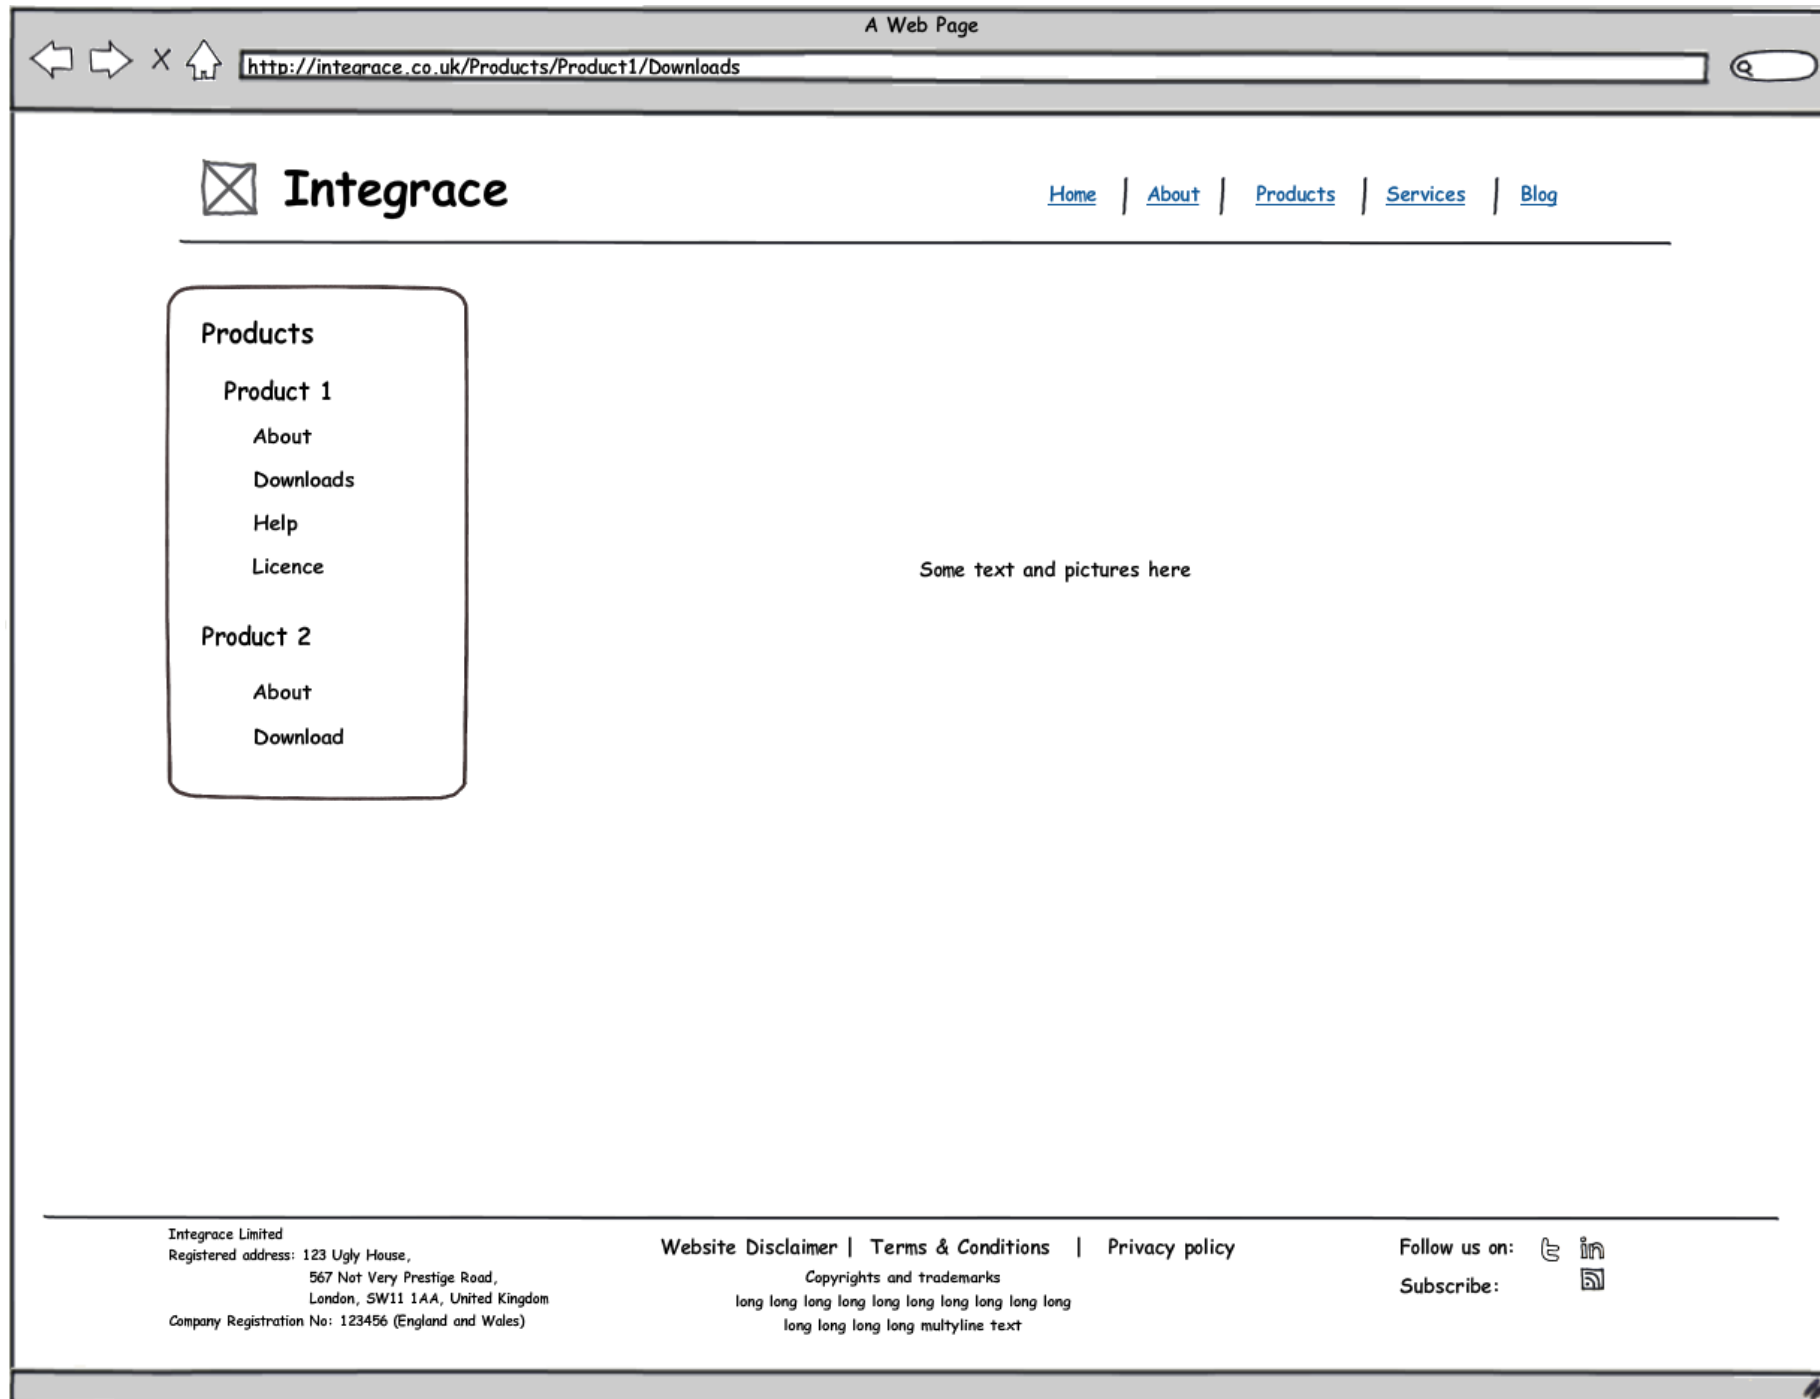 A Web Page
http://integrace.co.uk/Products/Product1/Downloads
Integrace
Home | About | Products | Services | Blog
Products
Product 1
About
Downloads
Help
Licence
Some text and pictures here
Product 2
About
Download
Integrace Limited
Registered address: 123 Ugly House,
567 Not Very Prestige Road,
London, SW11 1AA, United Kingdom
Company Registration No: 123456 (England and Wales)
Website Disclaimer | Terms & Conditions | Privacy policy
Copyrights and trademarks
long long long long long long long long long long
long long long long multyline text
Follow us on: t in
Subscribe: